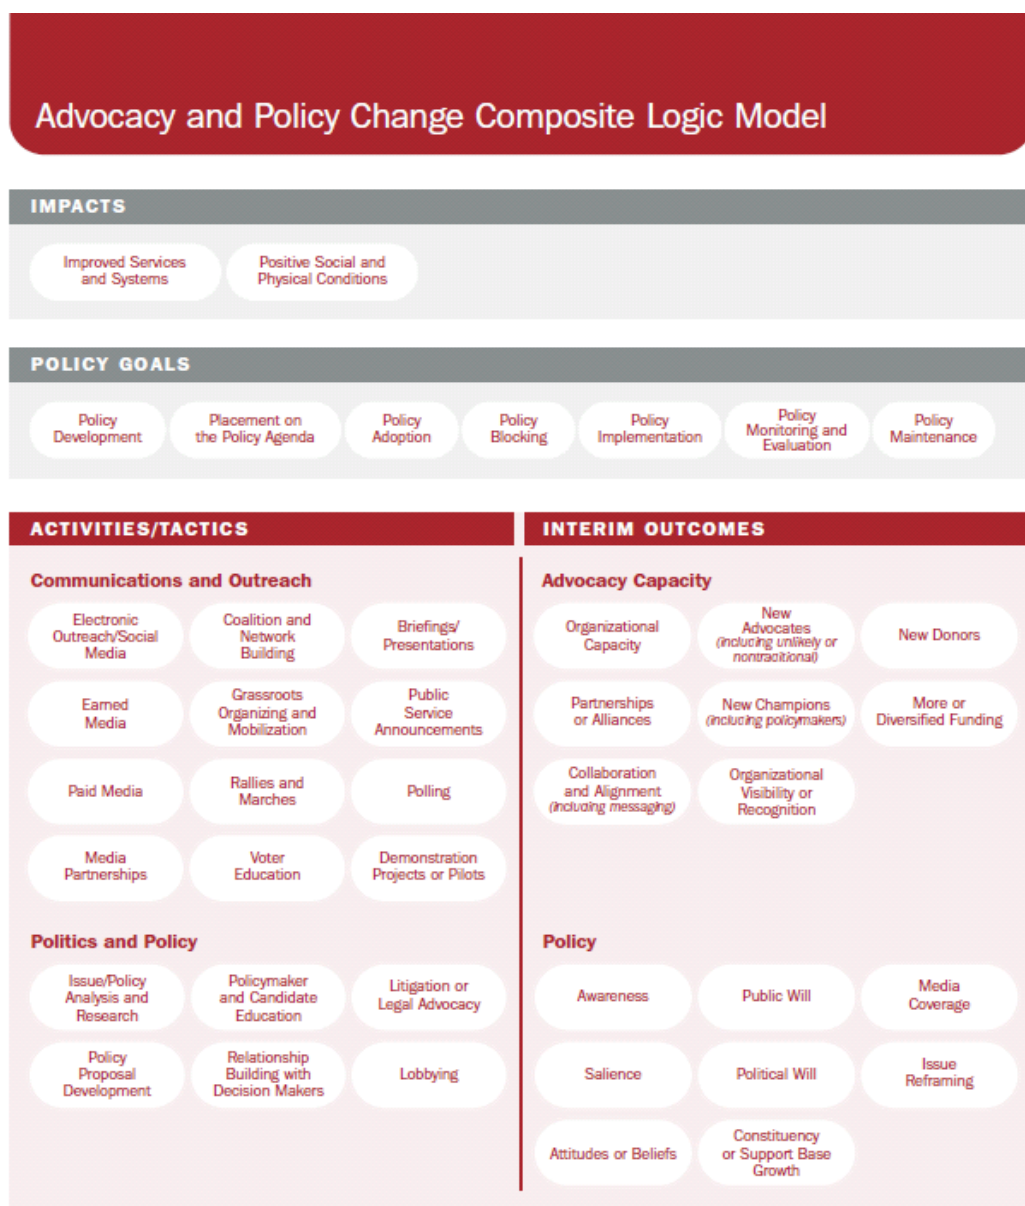 Advocacy and Policy Change Composite Logic Model
IMPACTS
Improved Services
and Systems
Positive Social and
Physical Conditions
POLICY GOALS
Policy
Development
Placement on
the Policy Agenda
Policy
Adoption
Policy
Blocking
Policy
Implementation
Policy
Monitoring and
Evaluation
Policy
Maintenance
ACTIVITIES/TACTICS
Communications and Outreach
Electronic
Outreach/Social
Media
Coalition and
Network
Building
Briefings/
Presentations
Earned
Media
Grassroots
Organizing and
Mobilization
Public
Service
Announcements
Paid Media
Rallies and
Marches
Polling
Media
Partnerships
Voter
Education
Demonstration
Projects or Pilots
Politics and Policy
Issue/Policy
Analysis and
Research
Policymaker
and Candidate
Education
Litigation or
Legal Advocacy
Policy
Proposal
Development
Relationship
Building with
Decision Makers
Lobbying
INTERIM OUTCOMES
Advocacy Capacity
Organizational
Capacity
New
Advocates
(including unlikely or
nontraditional)
New Donors
Partnerships
or Alliances
New Champions
(including policymakers)
More or
Diversified Funding
Collaboration
and Alignment
(including messaging)
Organizational
Visibility or
Recognition
Policy
Awareness
Public Will
Media
Coverage
Salience
Political Will
Issue
Reframing
Attitudes or Beliefs
Constituency
or Support Base
Growth